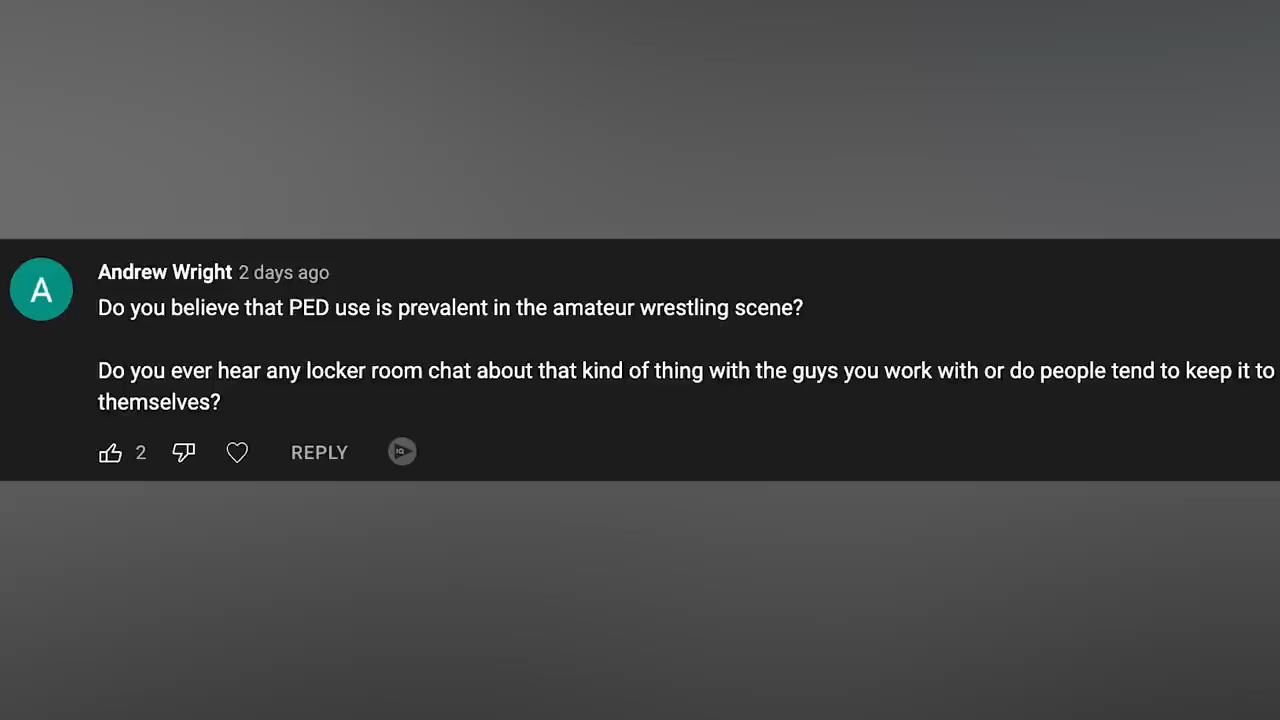 A
Andrew Wright 2 days ago
Do you believe that PED use is prevalent in the amateur wrestling scene?
Do you ever hear any locker room chat about that kind of thing with the guys you work with or do people tend to keep it to
themselves?
2 REPLY IQ